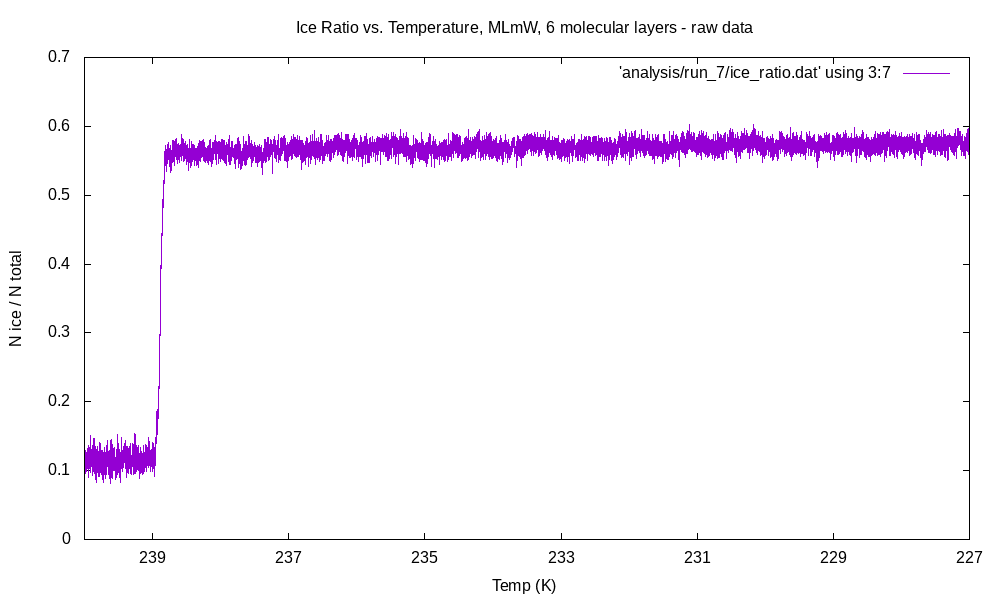 Ice Ratio vs. Temperature, MLmW, 6 molecular layers - raw data
'analysis/run_7/ice_ratio.dat' using 3:7
N ice / N total
0.7
0.6
0.5
0.4
0.3
0.2
0.1
0
239 237 235 233 231 229 227
Temp (K)